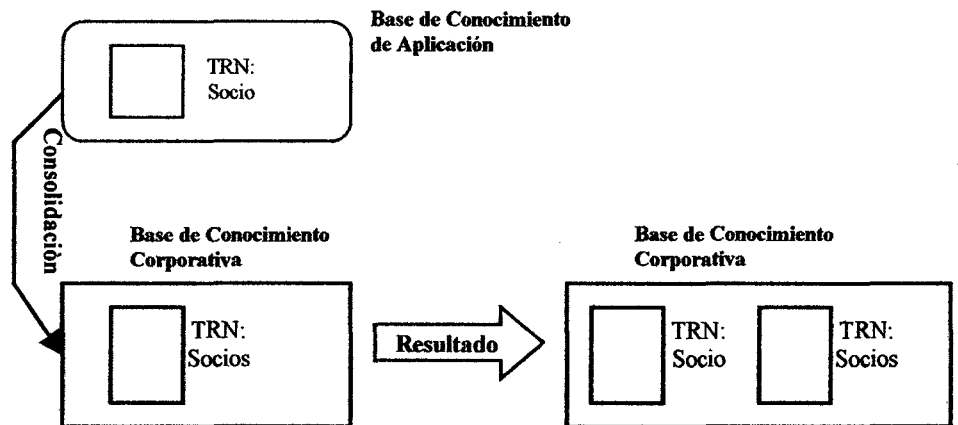 Base de Conocimiento
de Aplicación
TRN:
Socio
Consolidación
Base de Conocimiento
Corporativa
TRN:
Socios
Resultado
Base de Conocimiento
Corporativa
TRN:
Socio
TRN:
Socios